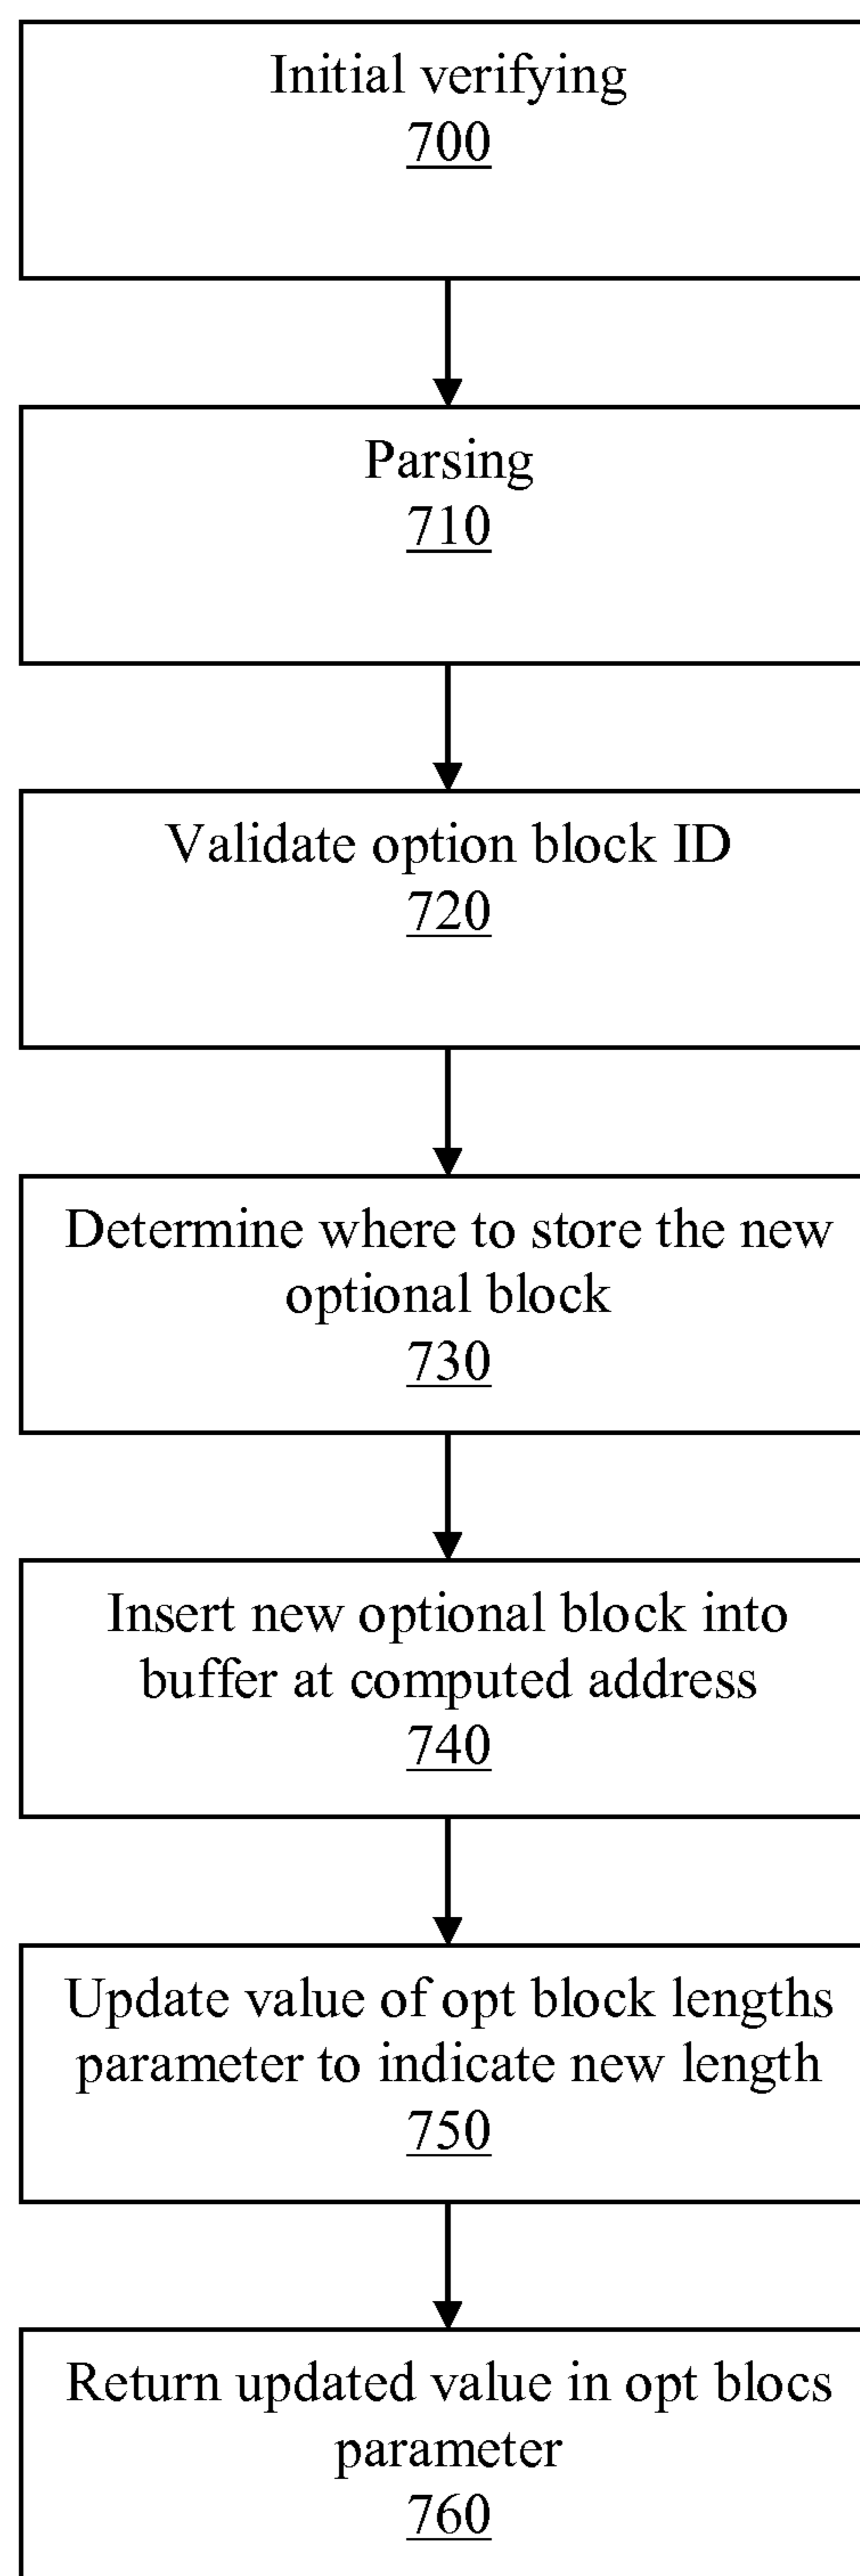 Initial verifying
700
Parsing
710
Validate option block ID
720
Determine where to store the new
optional block
730
Insert new optional block into
buffer at computed address
740
Update value of opt block lengths
parameter to indicate new length
750
Return updated value in opt blocs
parameter
760